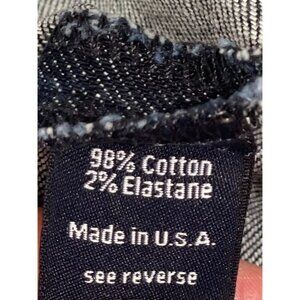 98% Cotton
2% Elastane
Made in U.S.A.
see reverse